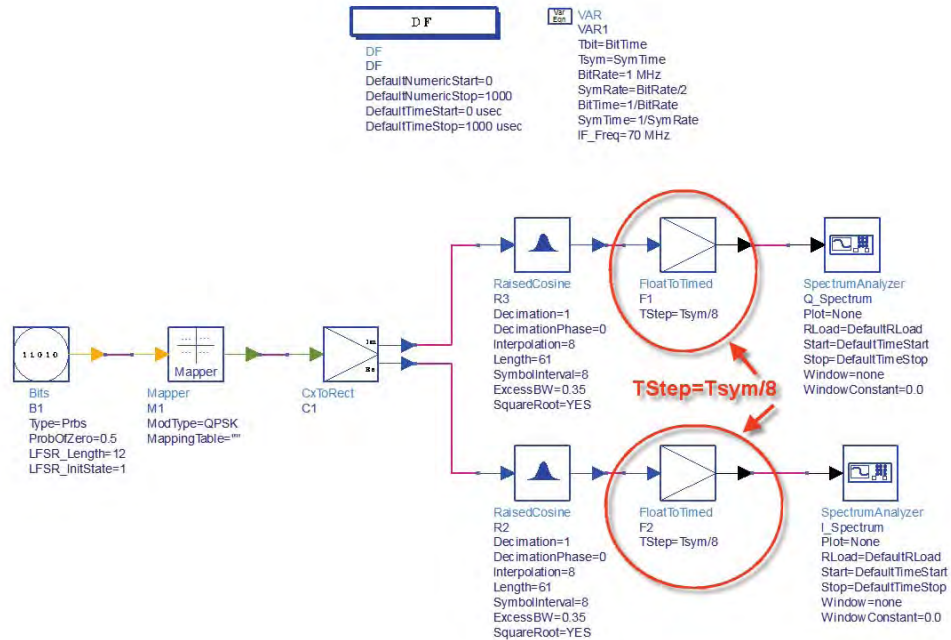 DF
DF
DF
DefaultNumericStart=0
DefaultNumericStop=1000
DefaultTimeStart=0 usec
DefaultTimeStop=1000 usec
Var
Eqn
VAR
VAR1
Tbit=BitTime
Tsym=SymTime
BitRate=1 MHz
SymRate=BitRate/2
BitTime=1/BitRate
SymTime=1/SymRate
IF_Freq=70 MHz
11010
Bits
B1
Type=Prbs
ProbOfZero=0.5
LFSR_Length=12
LFSR_InitState=1
Mapper
Mapper
M1
ModType=QPSK
MappingTable=""
Im
Re
CxToRect
C1
RaisedCosine
R3
Decimation=1
DecimationPhase=0
Interpolation=8
Length=61
SymbolInterval=8
ExcessBW=0.35
SquareRoot=YES
FloatToTimed
F1
TStep=Tsym/8
SpectrumAnalyzer
Q_Spectrum
Plot=None
RLoad=DefaultRLoad
Start=DefaultTimeStart
Stop=DefaultTimeStop
Window=none
WindowConstant=0.0
TStep=Tsym/8
RaisedCosine
R2
Decimation=1
DecimationPhase=0
Interpolation=8
Length=61
SymbolInterval=8
ExcessBW=0.35
SquareRoot=YES
FloatToTimed
F2
TStep=Tsym/8
SpectrumAnalyzer
I_Spectrum
Plot=None
RLoad=DefaultRLoad
Start=DefaultTimeStart
Stop=DefaultTimeStop
Window=none
WindowConstant=0.0